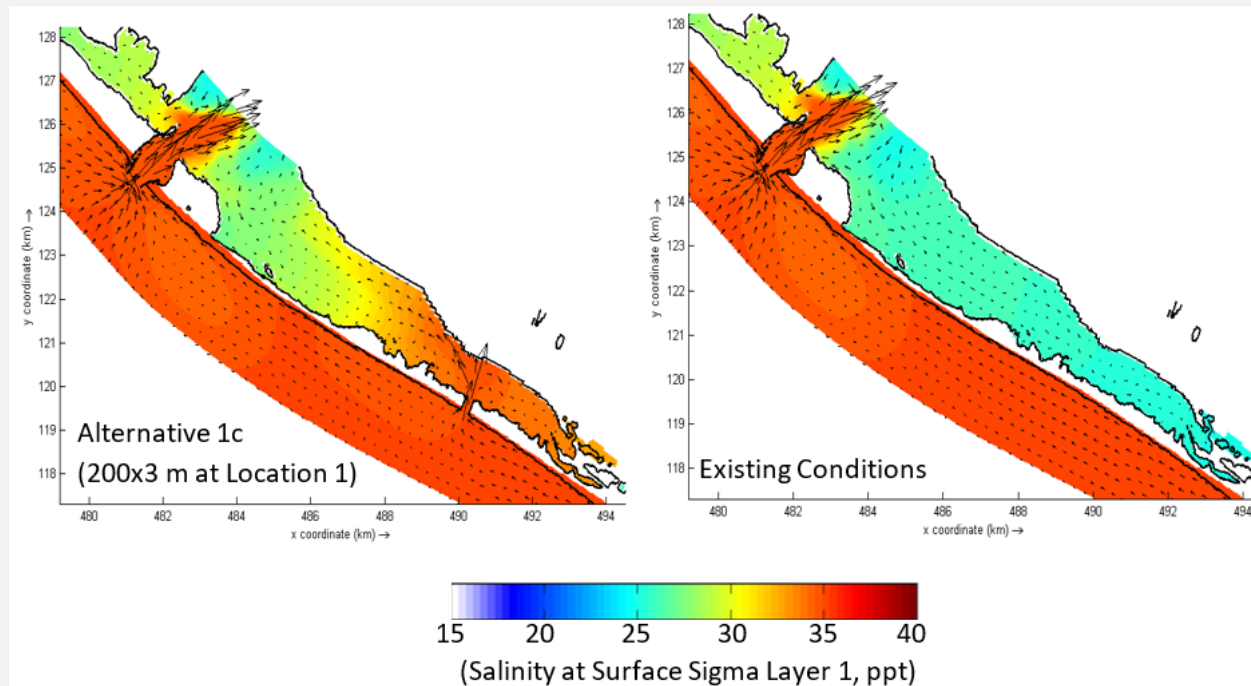 128
127
126
125
124
123
122
121
120
119
118
y coordinate (km) →
480 482 484 486 488 490 492 494
x coordinate (km) →
Alternative 1c
(200x3 m at Location 1)
128
127
126
125
124
123
122
121
120
119
118
y coordinate (km) →
480 482 484 486 488 490 492 494
x coordinate (km) →
Existing Conditions
15 20 25 30 35 40
(Salinity at Surface Sigma Layer 1, ppt)